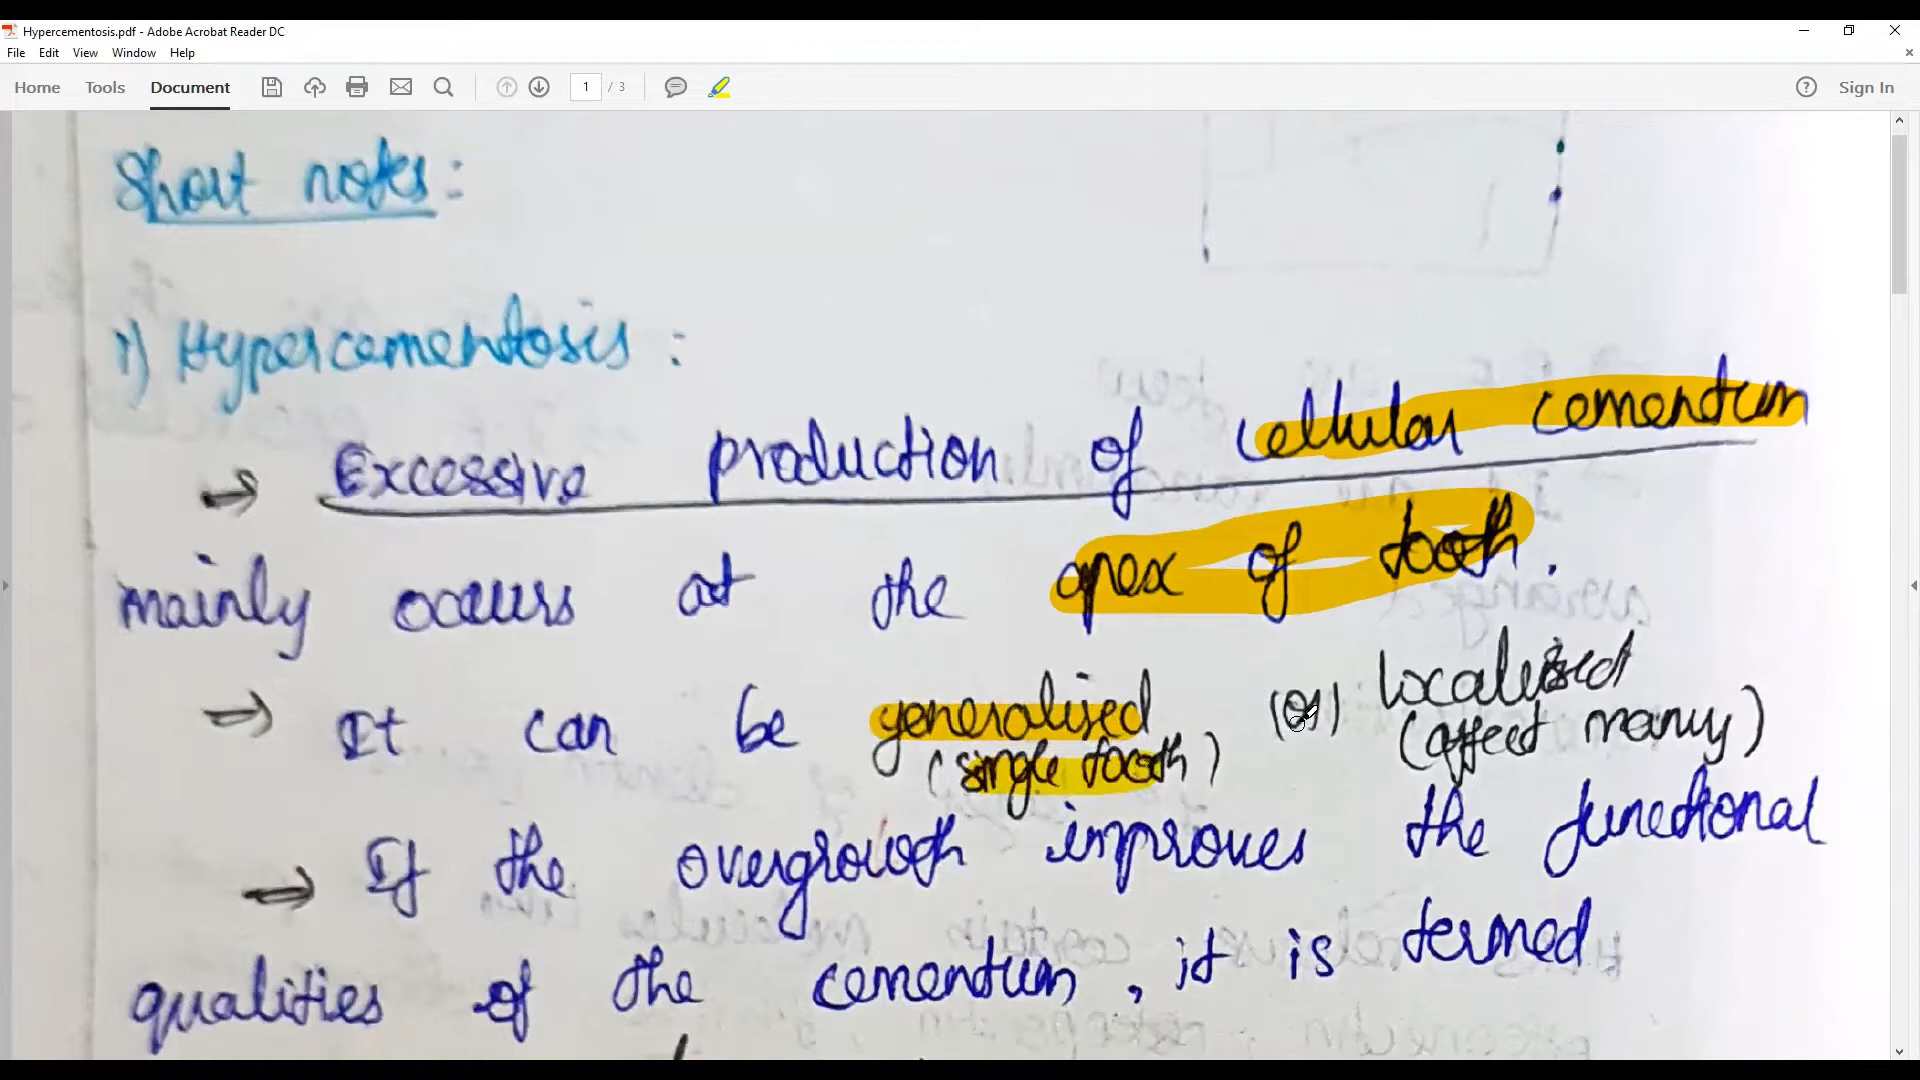 Hypercementosis.pdf - Adobe Acrobat Reader DC
File Edit View Window Help
Home Tools Document 1 / 3 Sign In
Short notes:
1) Hypercementosis:
→ Excessive production of cellular cementum
mainly occurs at the apex of tooth.
→ It can be generalised (or) localised
(single tooth) (affect many)
→ If the overgrowth improves the functional
qualities of the cementum, it is termed